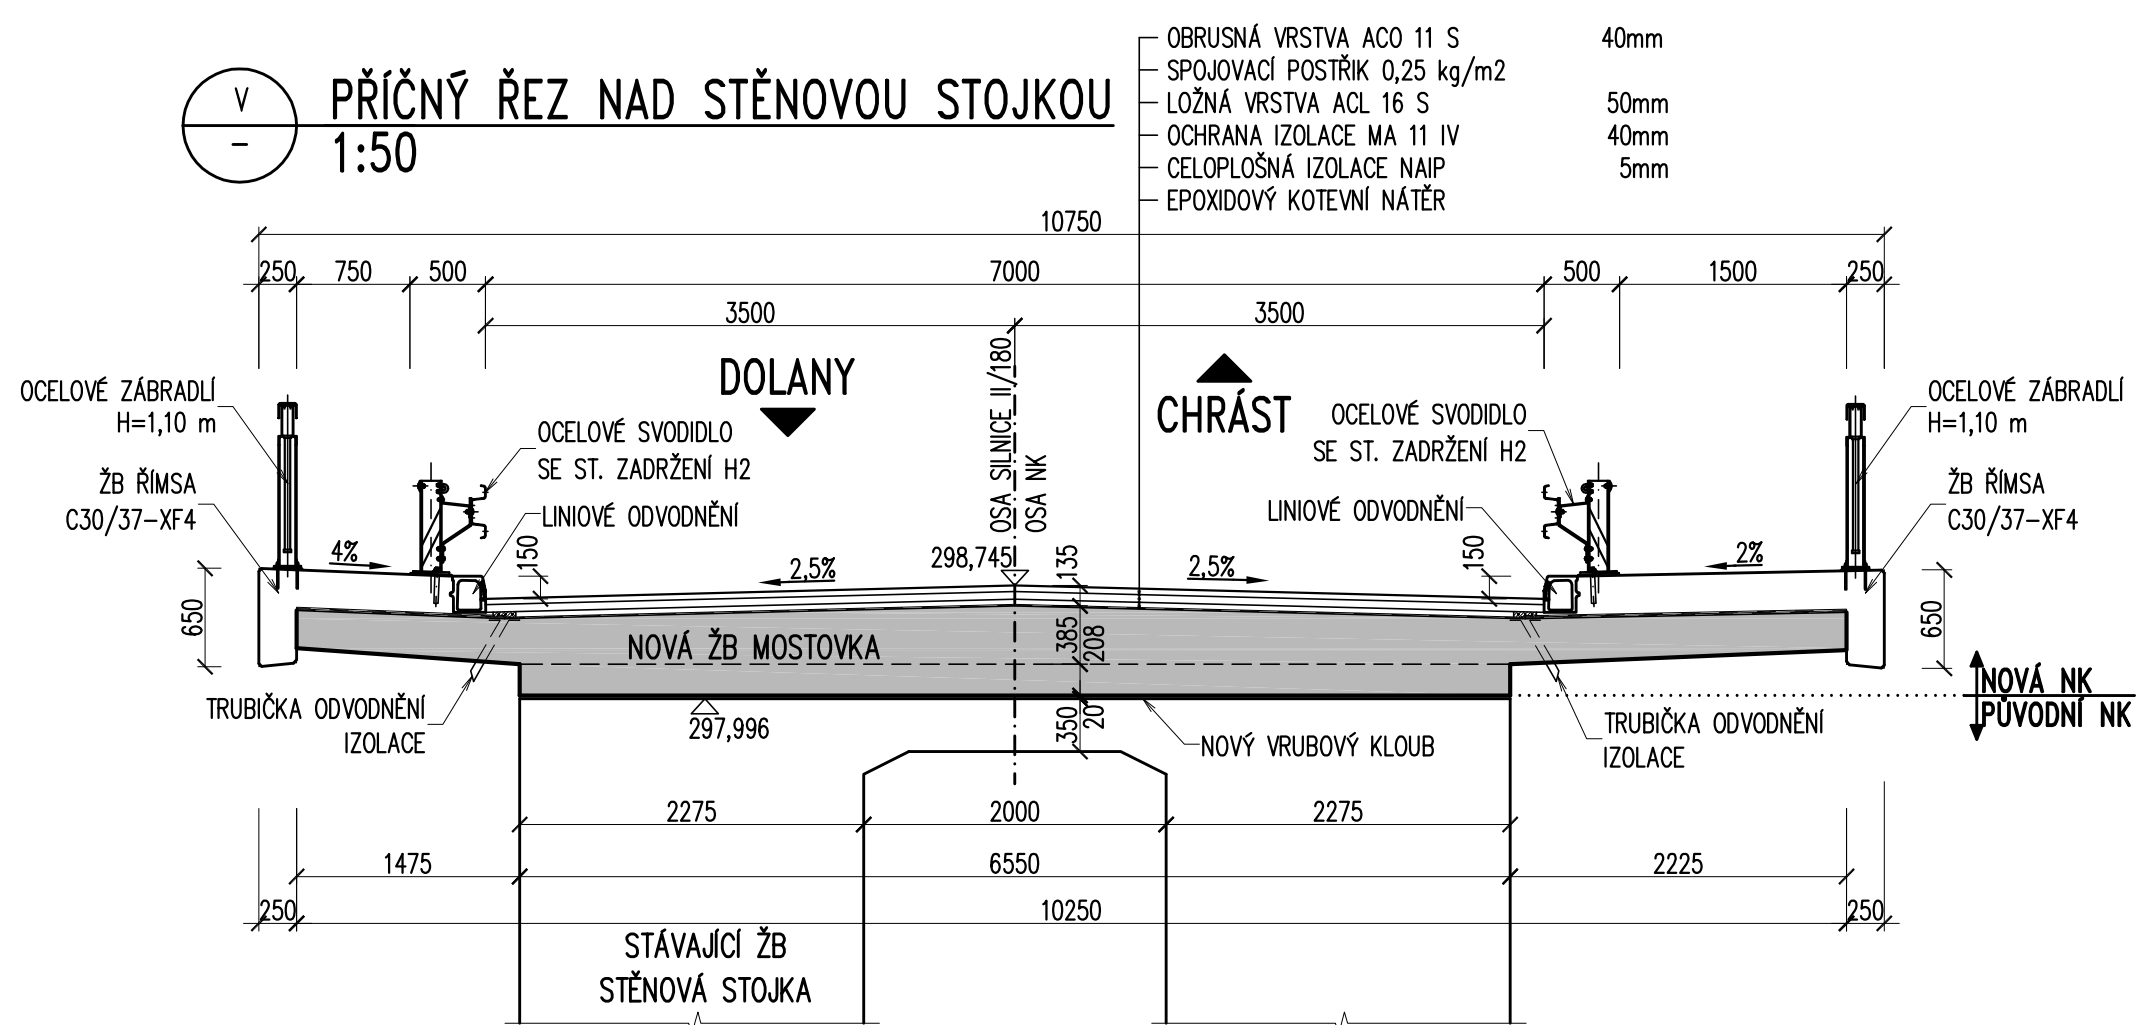 V
–
PŘÍČNÝ ŘEZ NAD STĚNOVOU STOJKOU
1:50
OBRUSNÁ VRSTVA ACO 11 S 40mm
SPOJOVACÍ POSTŘIK 0,25 kg/m2
LOŽNÁ VRSTVA ACL 16 S 50mm
OCHRANA IZOLACE MA 11 IV 40mm
CELOPLOŠNÁ IZOLACE NAIP 5mm
EPOXIDOVÝ KOTEVNÍ NÁTĚR
10750
250 750 500 7000 500 1500 250
3500 3500
DOLANY
CHRÁST
OSA SILNICE II/180
OSA NK
OCELOVÉ ZÁBRADLÍ
H=1,10 m
ŽB ŘÍMSA
C30/37-XF4
OCELOVÉ SVODIDLO
SE ST. ZADRŽENÍ H2
LINIOVÉ ODVODNĚNÍ
OCELOVÉ SVODIDLO
SE ST. ZADRŽENÍ H2
LINIOVÉ ODVODNĚNÍ
OCELOVÉ ZÁBRADLÍ
H=1,10 m
ŽB ŘÍMSA
C30/37-XF4
4% 150 2,5% 298,745 135 2,5% 150 2%
650 385 208 650
NOVÁ ŽB MOSTOVKA
TRUBIČKA ODVODNĚNÍ
IZOLACE
297,996
350 20
NOVÝ VRUBOVÝ KLOUB
TRUBIČKA ODVODNĚNÍ
IZOLACE
NOVÁ NK
PŮVODNÍ NK
2275 2000 2275
1475 6550 2225
250 10250 250
STÁVAJÍCÍ ŽB
STĚNOVÁ STOJKA